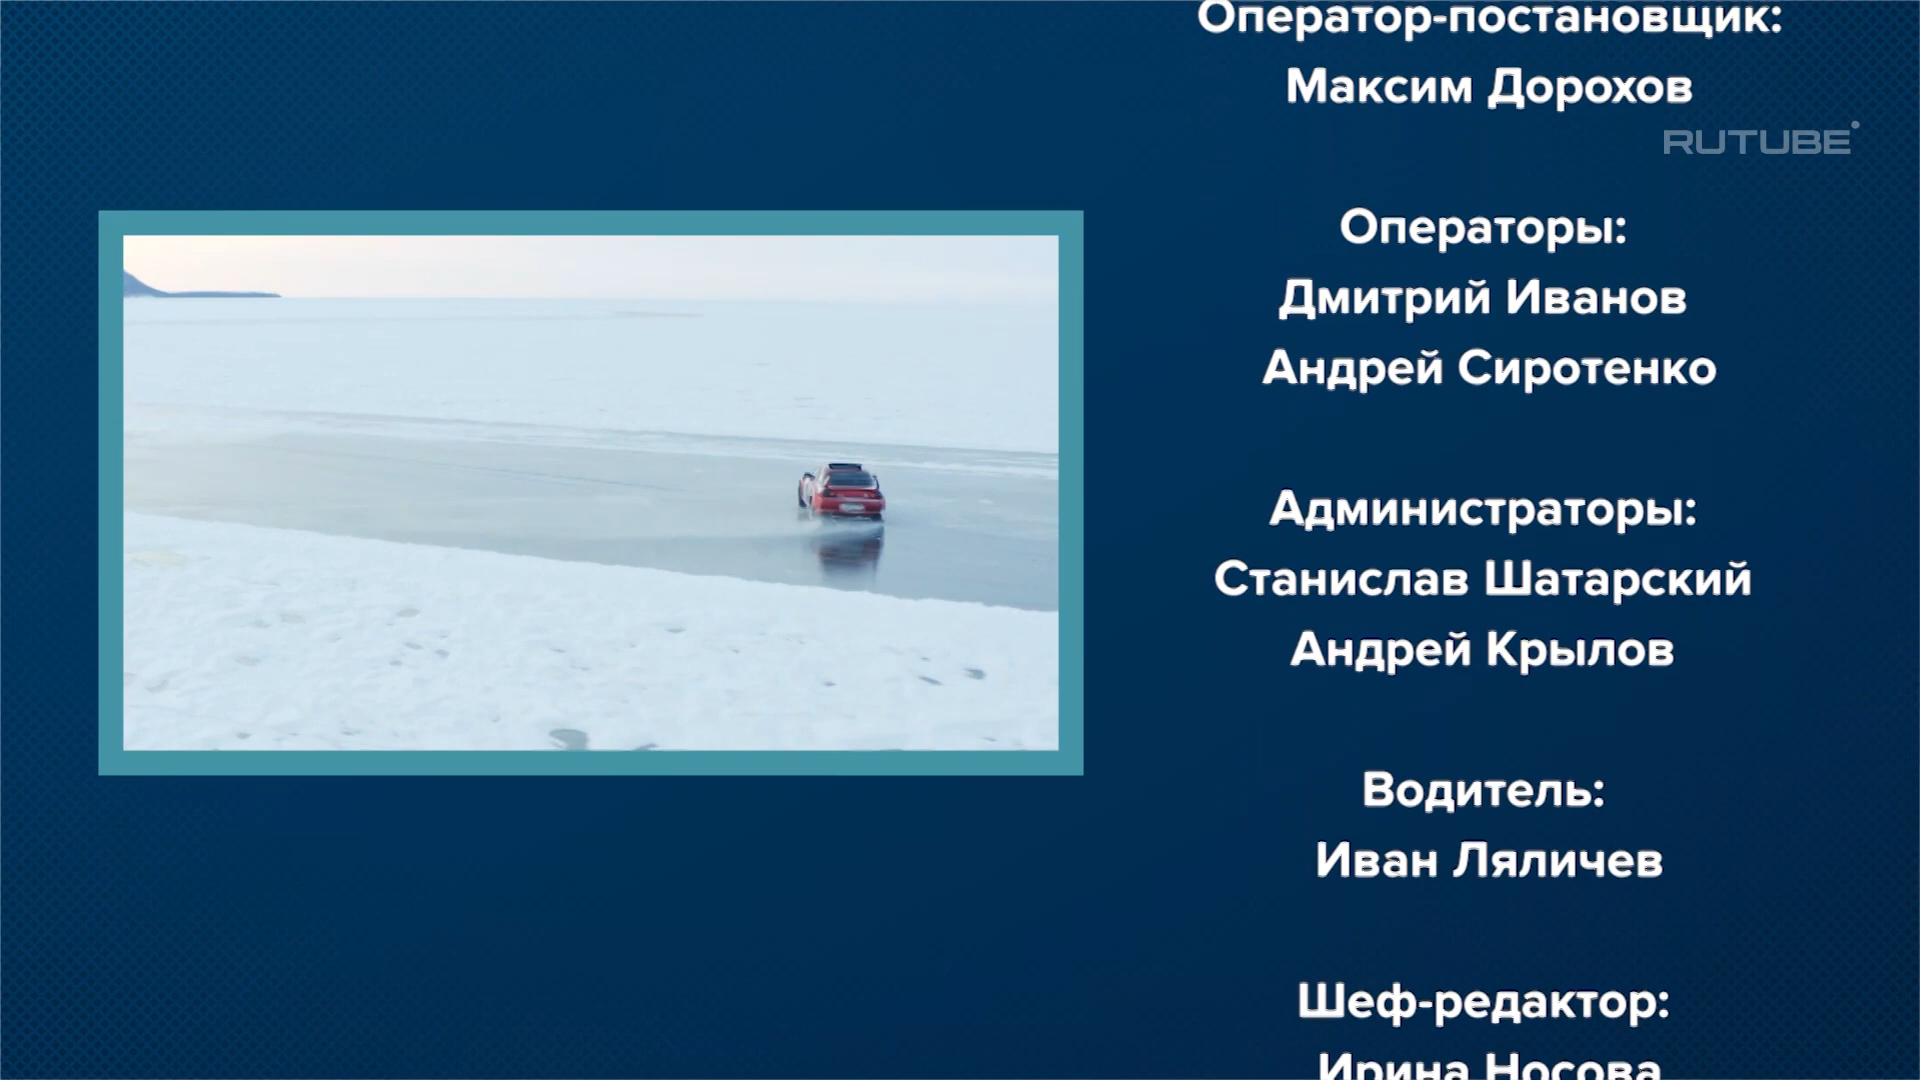 Оператор-постановщик:
Максим Дорохов
RUTUBE
Операторы:
Дмитрий Иванов
Андрей Сиротенко
Администраторы:
Станислав Шатарский
Андрей Крылов
Водитель:
Иван Ляличев
Шеф-редактор:
Ирина Носова